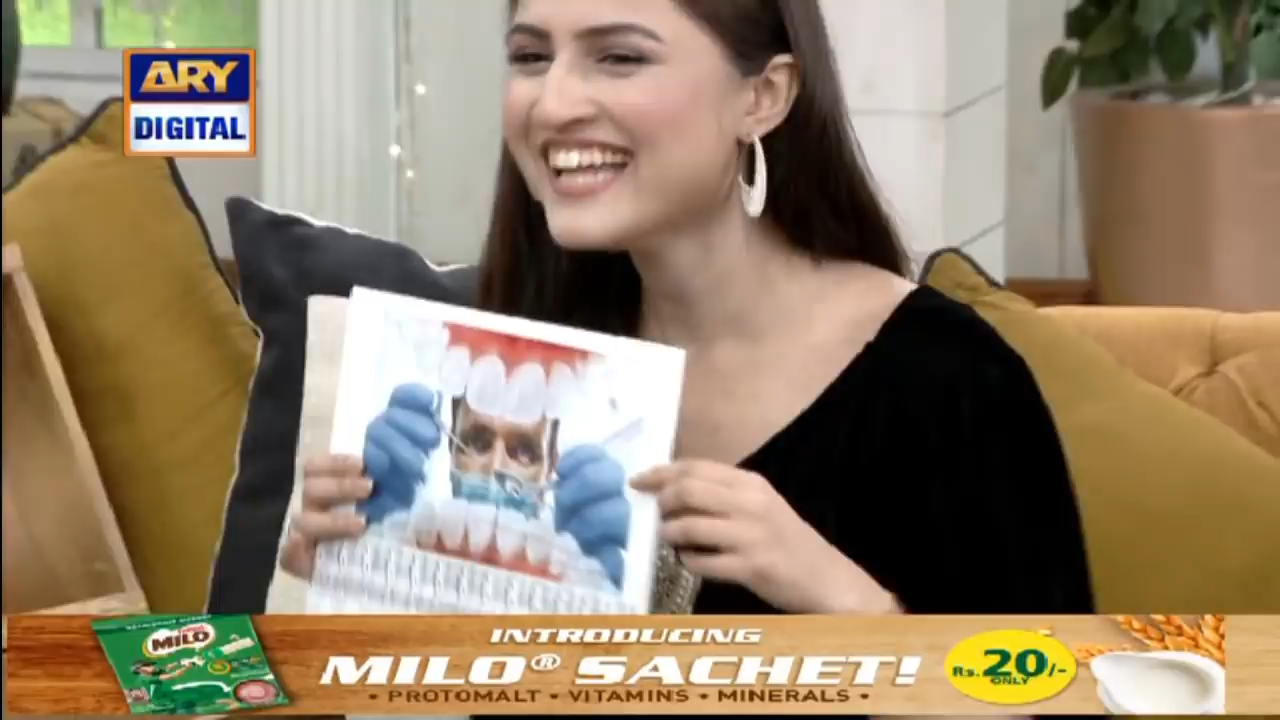 ARY
DIGITAL
MILO
INTRODUCING
MILO® SACHET!
• PROTOMALT • VITAMINS • MINERALS •
Rs.20/-
ONLY